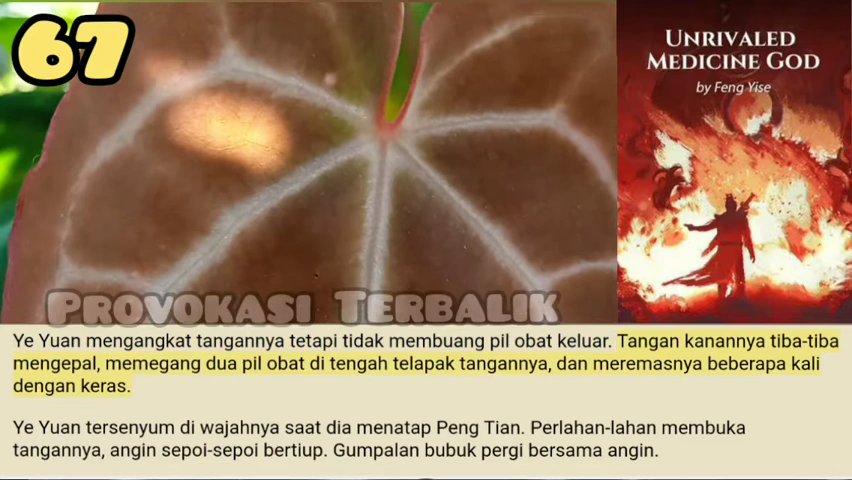 67
UNRIVALED
MEDICINE GOD
by Feng Yise
PROVOKASI TERBALIK
Ye Yuan mengangkat tangannya tetapi tidak membuang pil obat keluar. Tangan kanannya tiba-tiba
mengepal, memegang dua pil obat di tengah telapak tangannya, dan meremasnya beberapa kali
dengan keras.
Ye Yuan tersenyum di wajahnya saat dia menatap Peng Tian. Perlahan-lahan membuka
tangannya, angin sepoi-sepoi bertiup. Gumpalan bubuk pergi bersama angin.